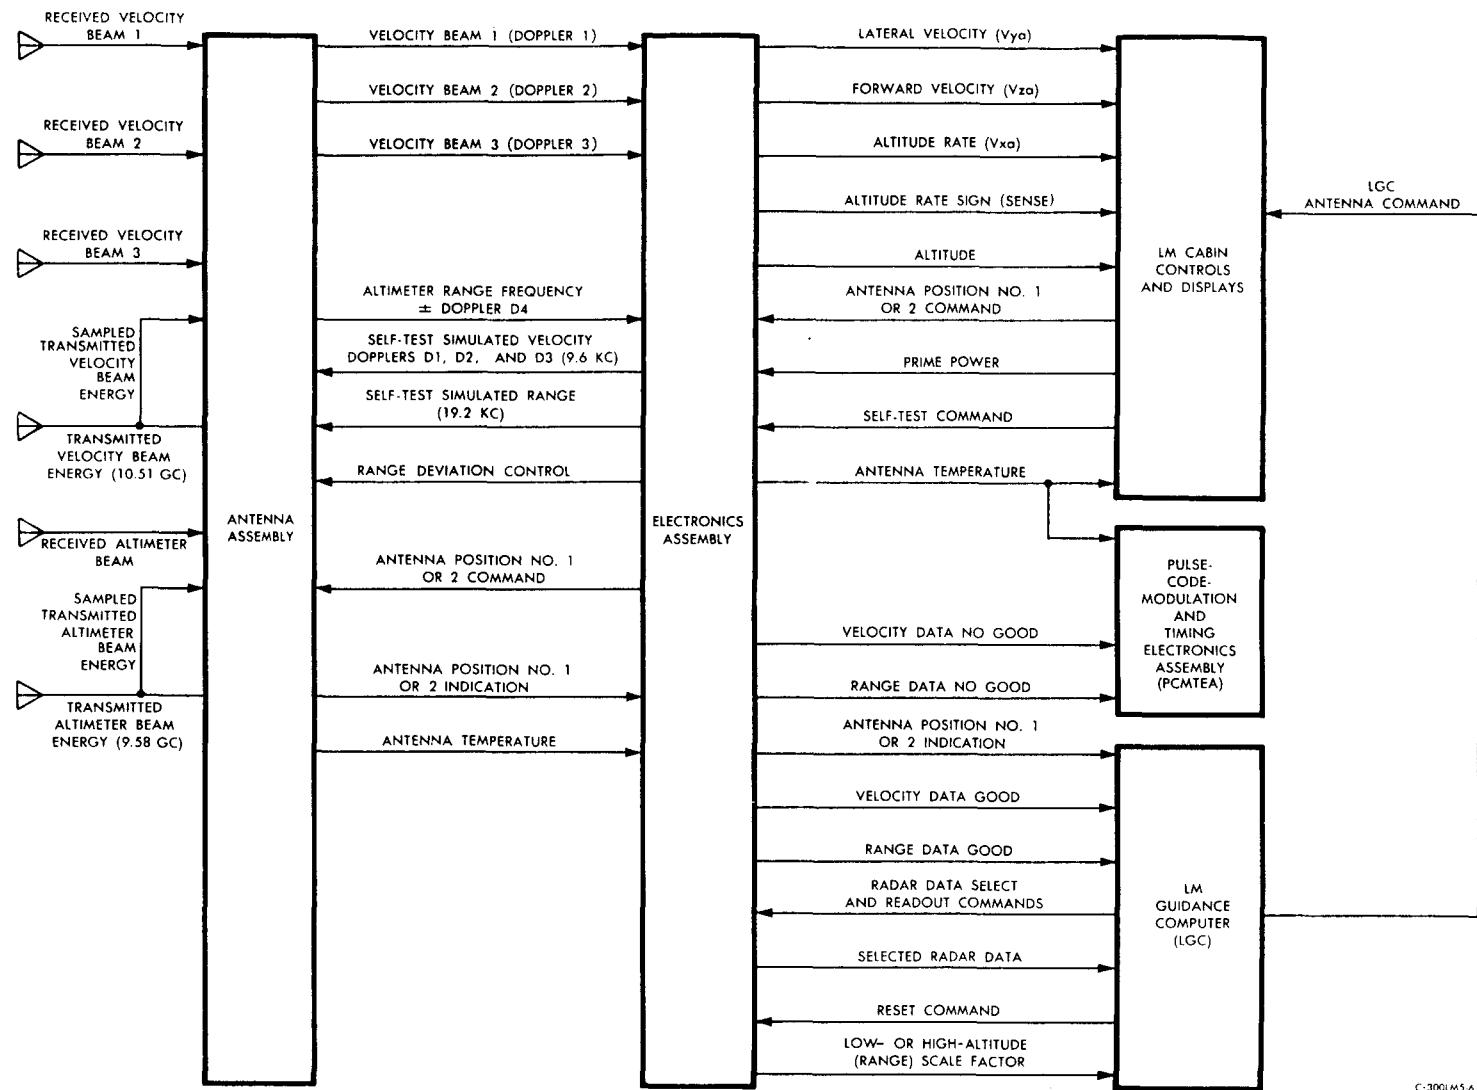 RECEIVED VELOCITY
BEAM 1
RECEIVED VELOCITY
BEAM 2
RECEIVED VELOCITY
BEAM 3
SAMPLED
TRANSMITTED
VELOCITY
BEAM
ENERGY
TRANSMITTED
VELOCITY BEAM
ENERGY (10.51 GC)
RECEIVED ALTIMETER
BEAM
SAMPLED
TRANSMITTED
ALTIMETER
BEAM
ENERGY
TRANSMITTED
ALTIMETER BEAM
ENERGY (9.58 GC)
ANTENNA
ASSEMBLY
VELOCITY BEAM 1 (DOPPLER 1)
VELOCITY BEAM 2 (DOPPLER 2)
VELOCITY BEAM 3 (DOPPLER 3)
ALTIMETER RANGE FREQUENCY
± DOPPLER D4
SELF-TEST SIMULATED VELOCITY
DOPPLERS D1, D2, AND D3 (9.6 KC)
SELF-TEST SIMULATED RANGE
(19.2 KC)
RANGE DEVIATION CONTROL
ANTENNA POSITION NO. 1
OR 2 COMMAND
ANTENNA POSITION NO. 1
OR 2 INDICATION
ANTENNA TEMPERATURE
ELECTRONICS
ASSEMBLY
LATERAL VELOCITY (Vya)
FORWARD VELOCITY (Vza)
ALTITUDE RATE (Vxa)
ALTITUDE RATE SIGN (SENSE)
ALTITUDE
ANTENNA POSITION NO. 1
OR 2 COMMAND
PRIME POWER
SELF-TEST COMMAND
ANTENNA TEMPERATURE
VELOCITY DATA NO GOOD
RANGE DATA NO GOOD
ANTENNA POSITION NO. 1
OR 2 INDICATION
VELOCITY DATA GOOD
RANGE DATA GOOD
RADAR DATA SELECT
AND READOUT COMMANDS
SELECTED RADAR DATA
RESET COMMAND
LOW- OR HIGH-ALTITUDE
(RANGE) SCALE FACTOR
LM CABIN
CONTROLS
AND DISPLAYS
PULSE-
CODE-
MODULATION
AND
TIMING
ELECTRONICS
ASSEMBLY
(PCMTEA)
LM
GUIDANCE
COMPUTER
(LGC)
LGC
ANTENNA COMMAND
C-300LM5-A